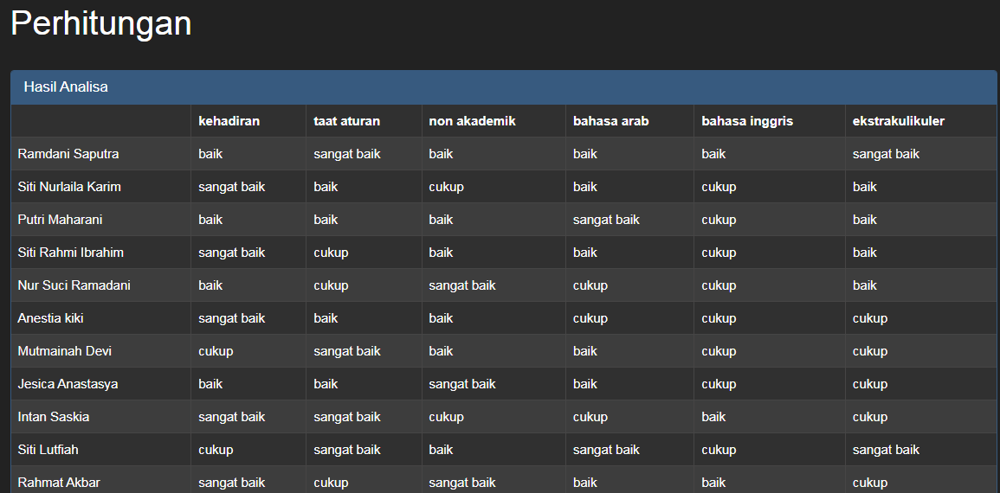 Perhitungan
Hasil Analisa
kehadiran taat aturan non akademik bahasa arab bahasa inggris ekstrakulikuler
Ramdani Saputra baik sangat baik baik baik baik sangat baik
Siti Nurlaila Karim sangat baik baik cukup baik cukup baik
Putri Maharani baik baik baik sangat baik cukup baik
Siti Rahmi Ibrahim sangat baik cukup baik baik cukup baik
Nur Suci Ramadani baik cukup sangat baik cukup cukup baik
Anestia kiki sangat baik baik baik cukup cukup cukup
Mutmainah Devi cukup sangat baik baik baik cukup cukup
Jesica Anastasya baik baik sangat baik baik cukup cukup
Intan Saskia sangat baik sangat baik cukup cukup baik cukup
Siti Lutfiah cukup sangat baik baik sangat baik cukup sangat baik
Rahmat Akbar sangat baik cukup sangat baik baik baik cukup